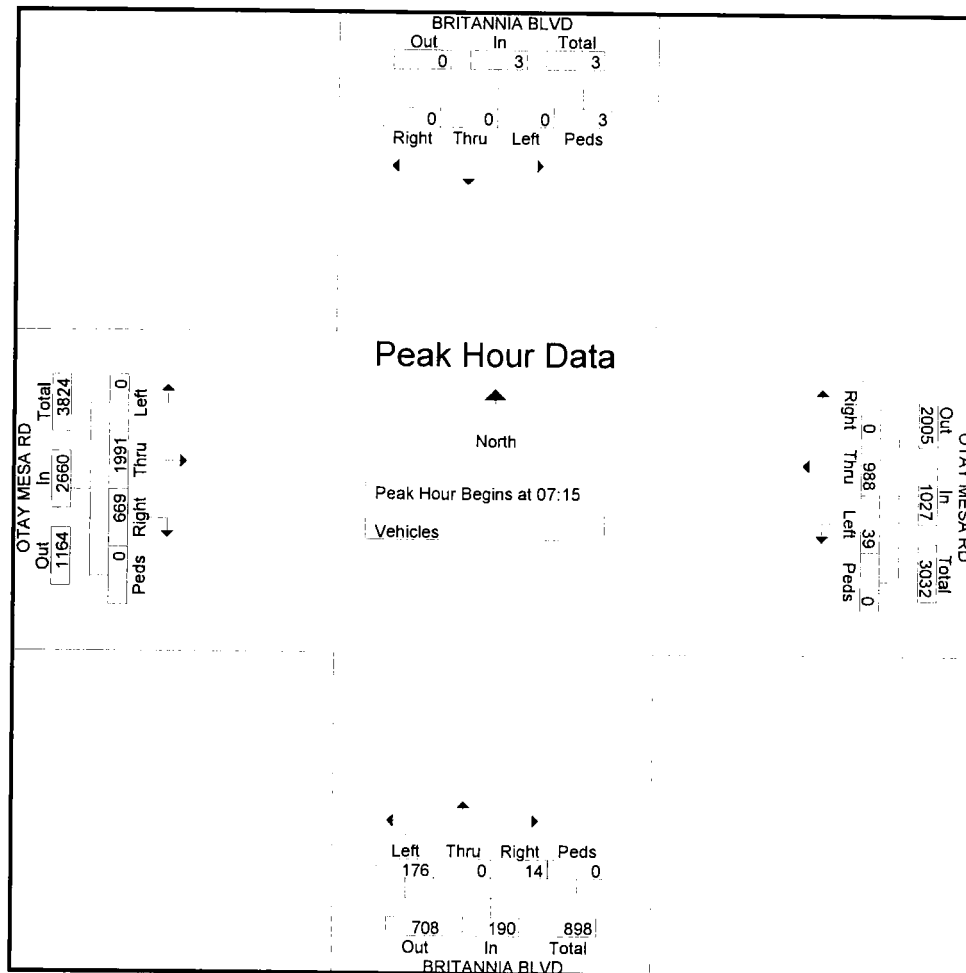 BRITANNIA BLVD
Out In Total
0 3 3
0 0 0 3
Right Thru Left Peds
Peak Hour Data
North
Peak Hour Begins at 07:15
Vehicles
OTAY MESA RD
Out In Total
1164 2660 3824
0 669 1991 0
Peds Right Thru Left
OTAY MESA RD
Out In Total
2005 1027 3032
0 988 39 0
Right Thru Left Peds
Left Thru Right Peds
176 0 14 0
708 190 898
Out In Total
BRITANNIA BLVD